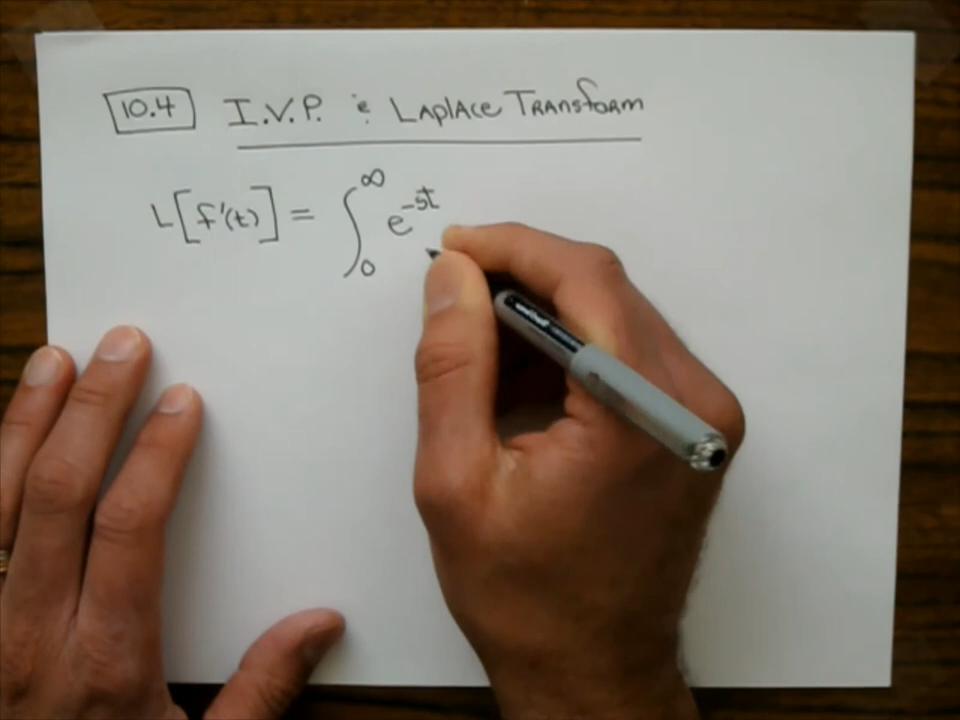 10.4 I.V.P. & Laplace Transform
L[f'(t)] = ∫₀^∞ e^-st